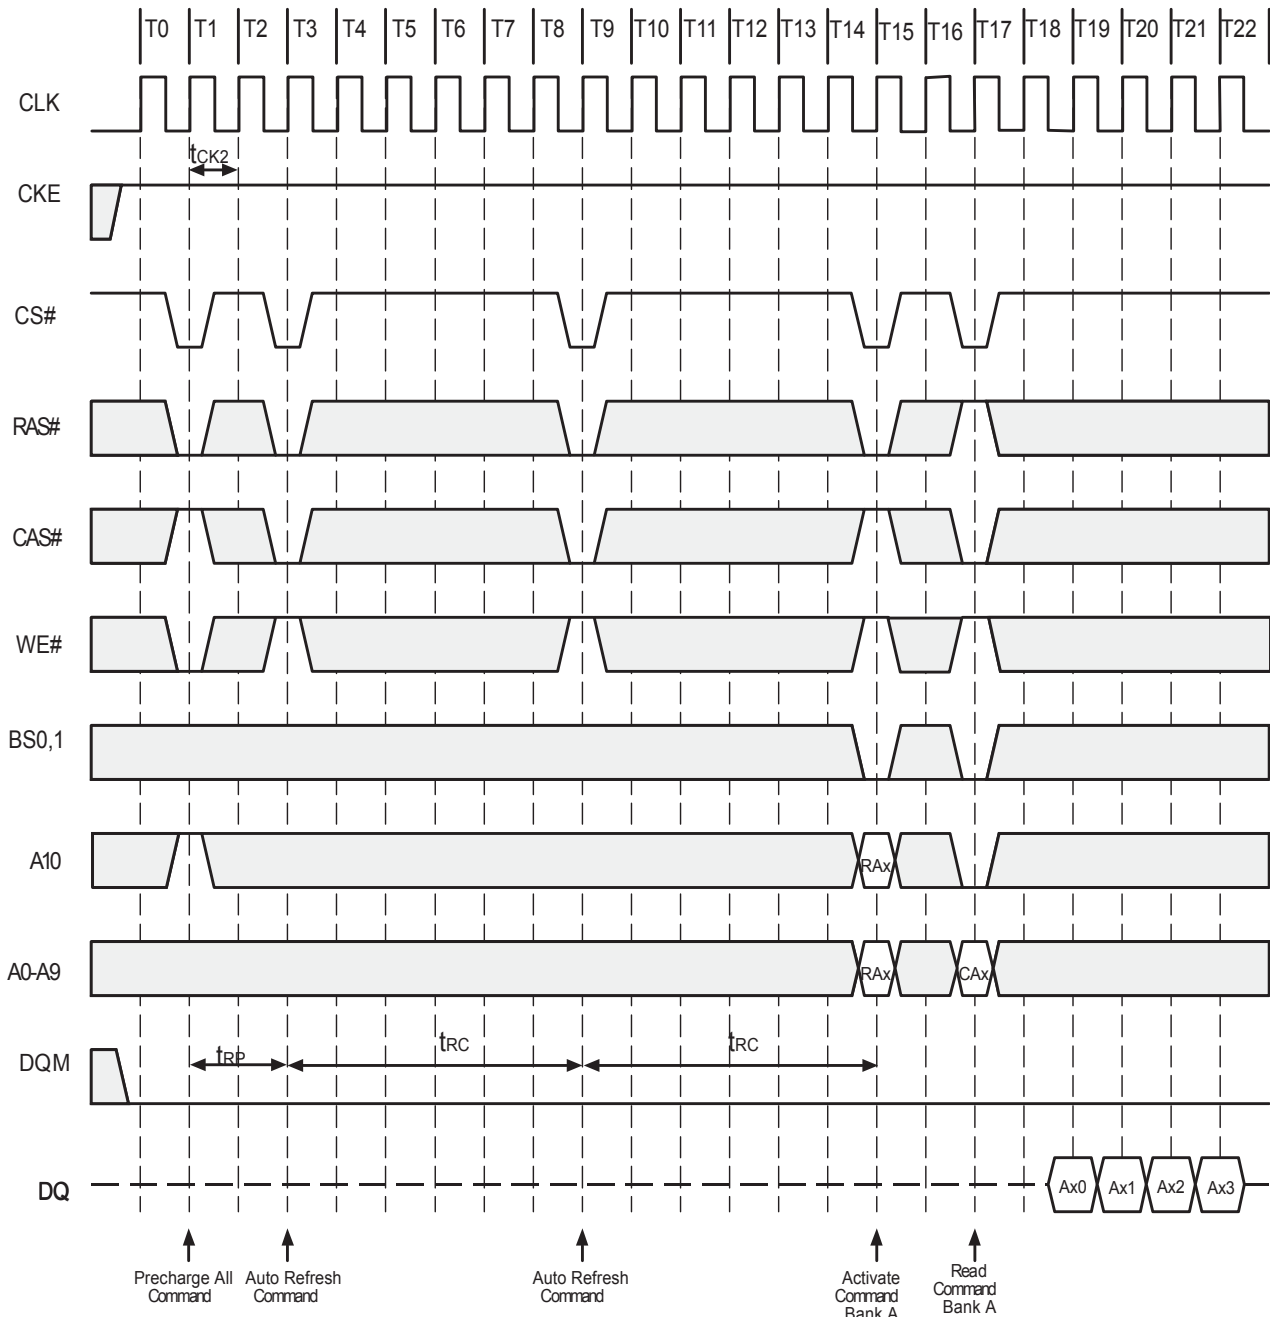 T0 T1 T2 T3 T4 T5 T6 T7 T8 T9 T10 T11 T12 T13 T14 T15 T16 T17 T18 T19 T20 T21 T22
CLK
tCK2
CKE
CS#
RAS#
CAS#
WE#
BS0,1
A10
RAx
A0-A9
RAx CAx
DQM
tRP tRC tRC
DQ
Ax0 Ax1 Ax2 Ax3
Precharge All
Command
Auto Refresh
Command
Auto Refresh
Command
Activate
Command
Bank A
Read
Command
Bank A